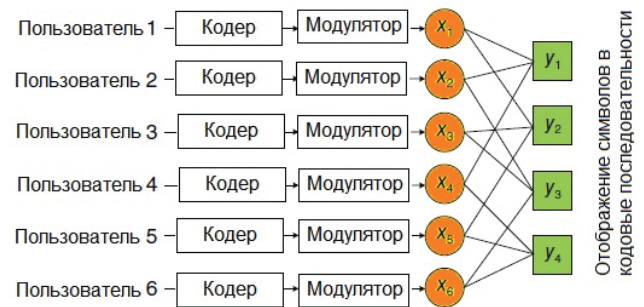 Пользователь 1 Кодер Модулятор x₁
Пользователь 2 Кодер Модулятор x₂
Пользователь 3 Кодер Модулятор x₃
Пользователь 4 Кодер Модулятор x₄
Пользователь 5 Кодер Модулятор x₅
Пользователь 6 Кодер Модулятор x₆
y₁
y₂
y₃
y₄
Отображение символов в
кодовые последовательности